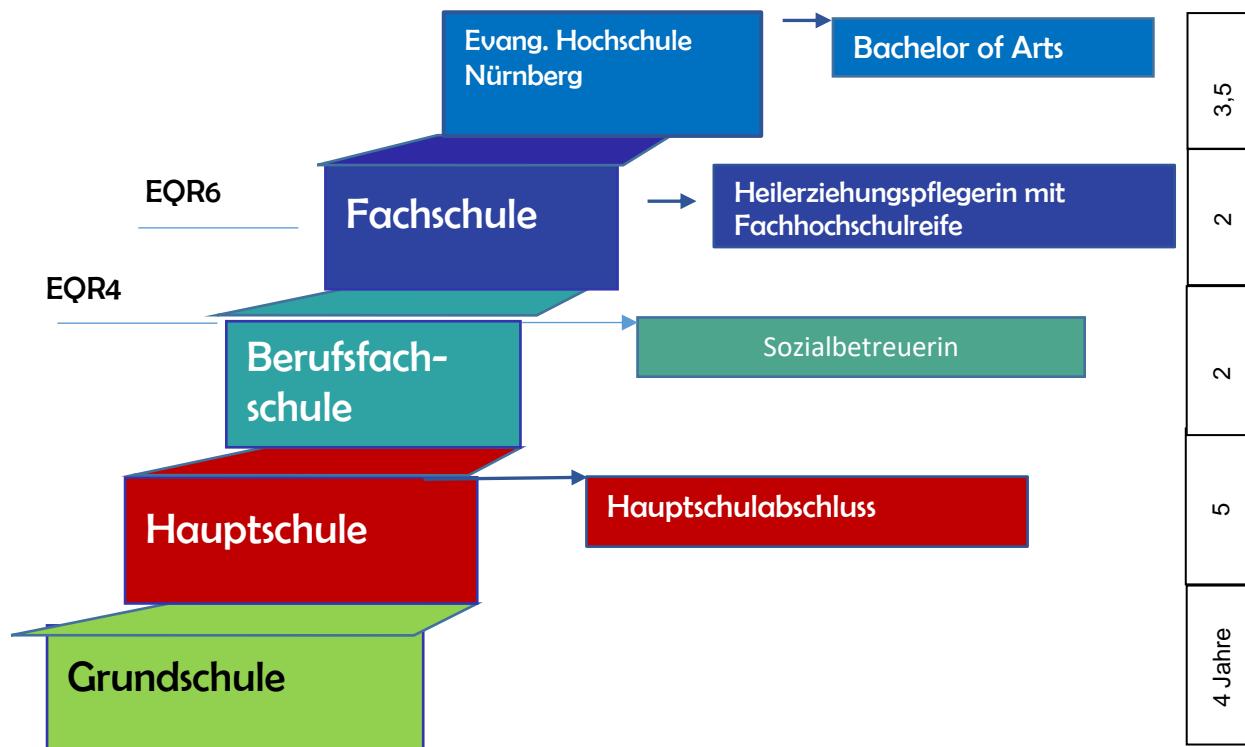 Evang. Hochschule
Nürnberg
Bachelor of Arts
3,5
EQR6
Fachschule
Heilerziehungspflegerin mit
Fachhochschulreife
2
EQR4
Berufsfach-
schule
Sozialbetreuerin
2
Hauptschule
Hauptschulabschluss
5
Grundschule
4 Jahre